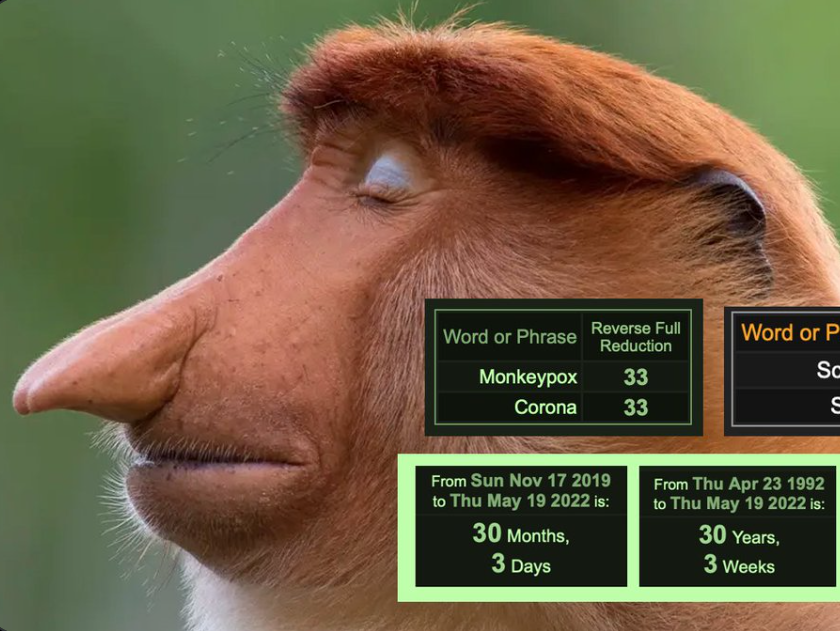 Word or Phrase
Reverse Full
Reduction
Monkeypox 33
Corona 33
Word or P
Sc
S
From Sun Nov 17 2019
to Thu May 19 2022 is:
30 Months,
3 Days
From Thu Apr 23 1992
to Thu May 19 2022 is:
30 Years,
3 Weeks